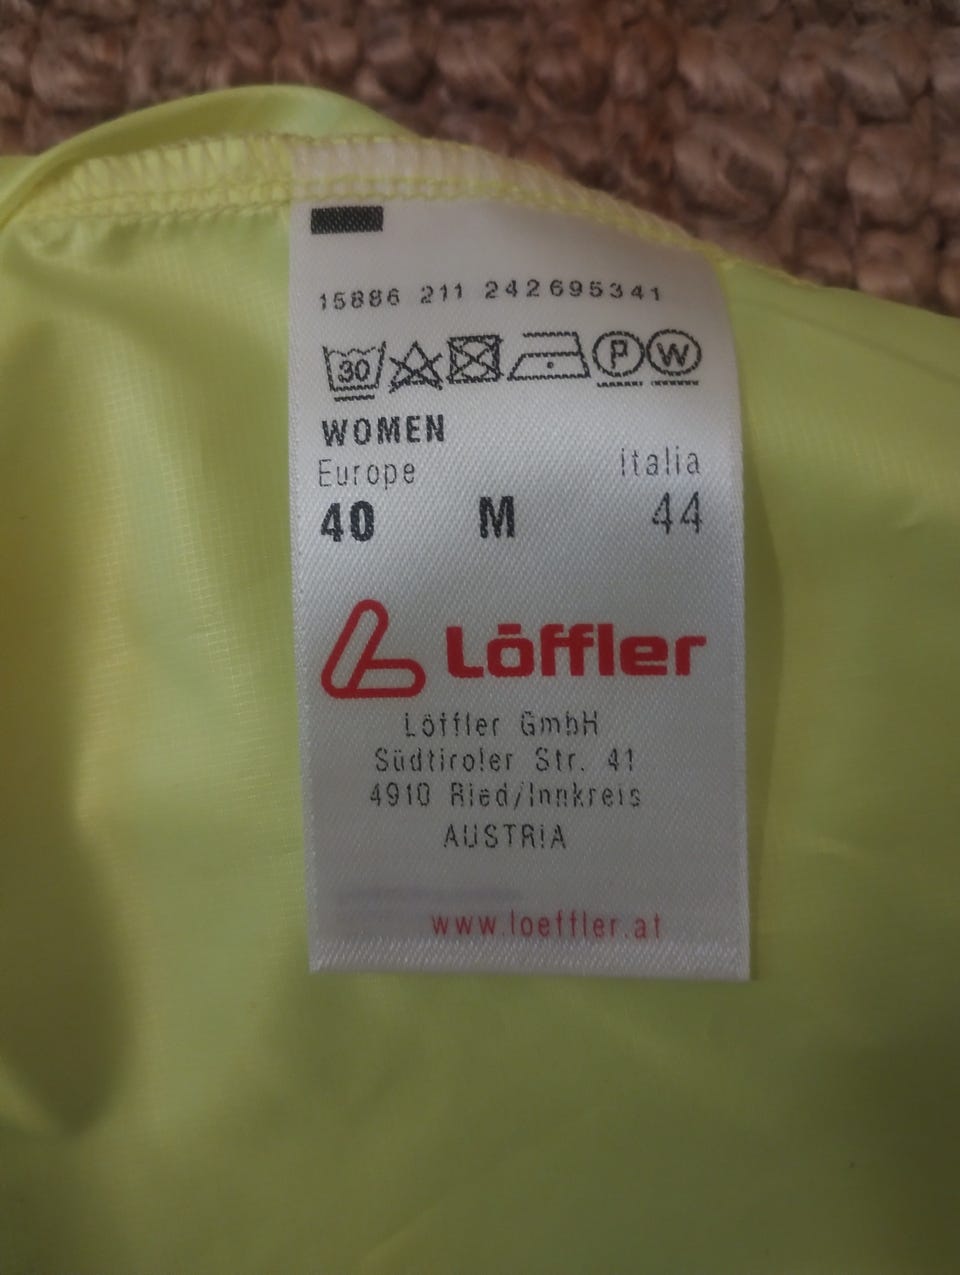 15886 211 242695341
30 P W
WOMEN
Europe italia
40 M 44
Löffler
Löffler GmbH
Südtiroler Str. 41
4910 Ried/Innkreis
AUSTRIA
www.loeffler.at